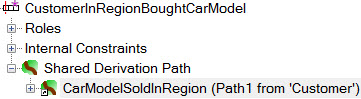 CustomerInRegionBoughtCarModel
Roles
Internal Constraints
Shared Derivation Path
CarModelSoldInRegion (Path1 from 'Customer')